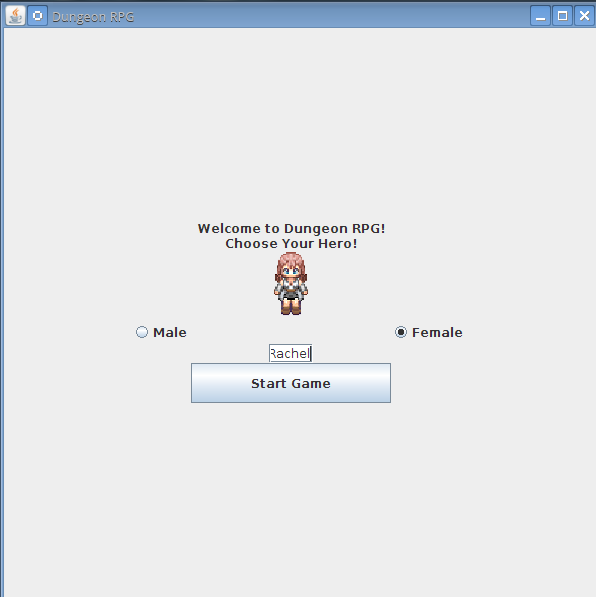 Dungeon RPG
Welcome to Dungeon RPG!
Choose Your Hero!
Male
Female
Rachel
Start Game